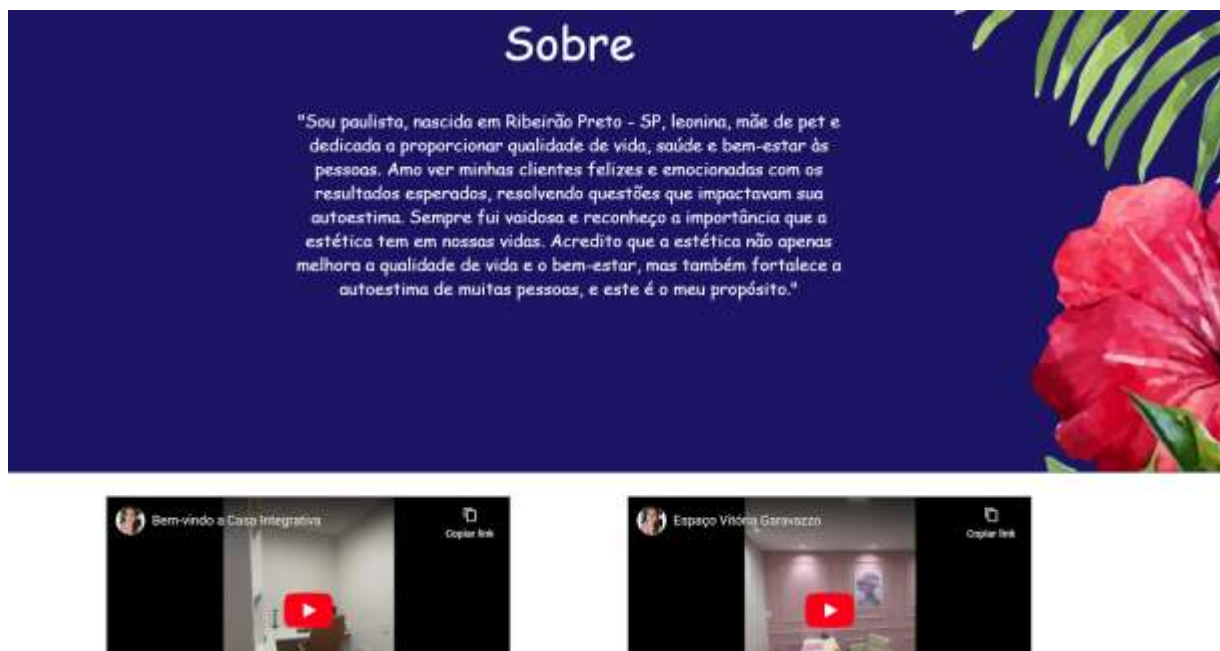 Sobre
"Sou paulista, nascida em Ribeirão Preto - SP, leonina, mãe de pet e
dedicada a proporcionar qualidade de vida, saúde e bem-estar às
pessoas. Amo ver minhas clientes felizes e emocionadas com os
resultados esperados, resolvendo questões que impactavam sua
autoestima. Sempre fui vaidosa e reconheço a importância que a
estética tem em nossas vidas. Acredito que a estética não apenas
melhora a qualidade de vida e o bem-estar, mas também fortalece a
autoestima de muitas pessoas, e este é o meu propósito."
Bem-vindo a Casa Integrativa
Copiar link
Espaço Vitória Garavazzo
Copiar link